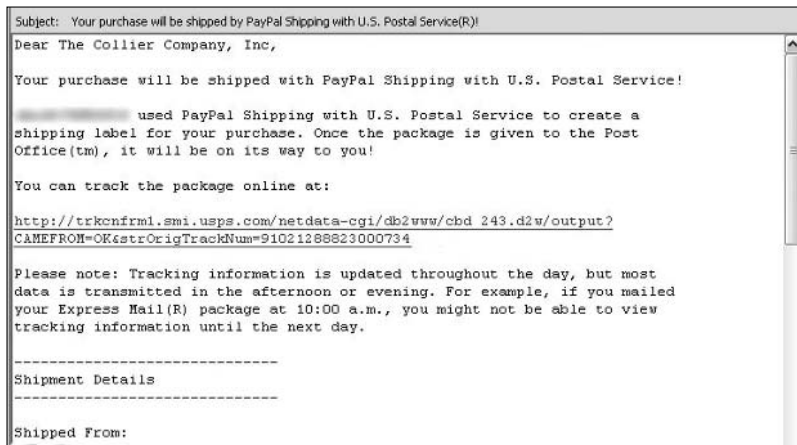 Subject: Your purchase will be shipped by PayPal Shipping with U.S. Postal Service(R)!
Dear The Collier Company, Inc,
Your purchase will be shipped with PayPal Shipping with U.S. Postal Service!
used PayPal Shipping with U.S. Postal Service to create a
shipping label for your purchase. Once the package is given to the Post
Office(tm), it will be on its way to you!
You can track the package online at:
http://trkcnfrm1.smi.usps.com/netdata-cgi/db2www/cbd_243.d2w/output?
CAMEFROM=OK&strOrigTrackNum=91021288823000734
Please note: Tracking information is updated throughout the day, but most
data is transmitted in the afternoon or evening. For example, if you mailed
your Express Mail(R) package at 10:00 a.m., you might not be able to view
tracking information until the next day.
------------------------------
Shipment Details
------------------------------
Shipped From: